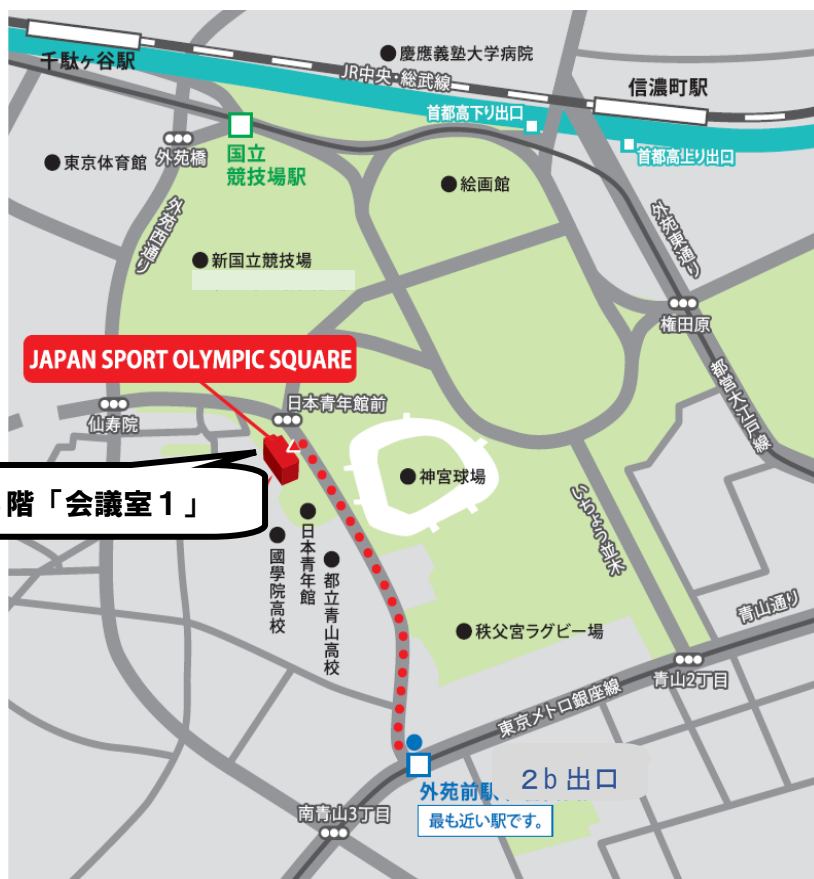 千駄ヶ谷駅
慶應義塾大学病院
JR中央・総武線
信濃町駅
首都高下り出口
首都高上り出口
東京体育館
外苑橋
国立
競技場駅
絵画館
外苑西通り
外苑東通り
新国立競技場
権田原
都営大江戸線
JAPAN SPORT OLYMPIC SQUARE
仙寿院
日本青年館前
神宮球場
階「会議室1」
いちょう並木
國學院高校
日本青年館
都立青山高校
秩父宮ラグビー場
青山通り
青山2丁目
東京メトロ銀座線
2b出口
外苑前駅、
最も近い駅です。
南青山3丁目